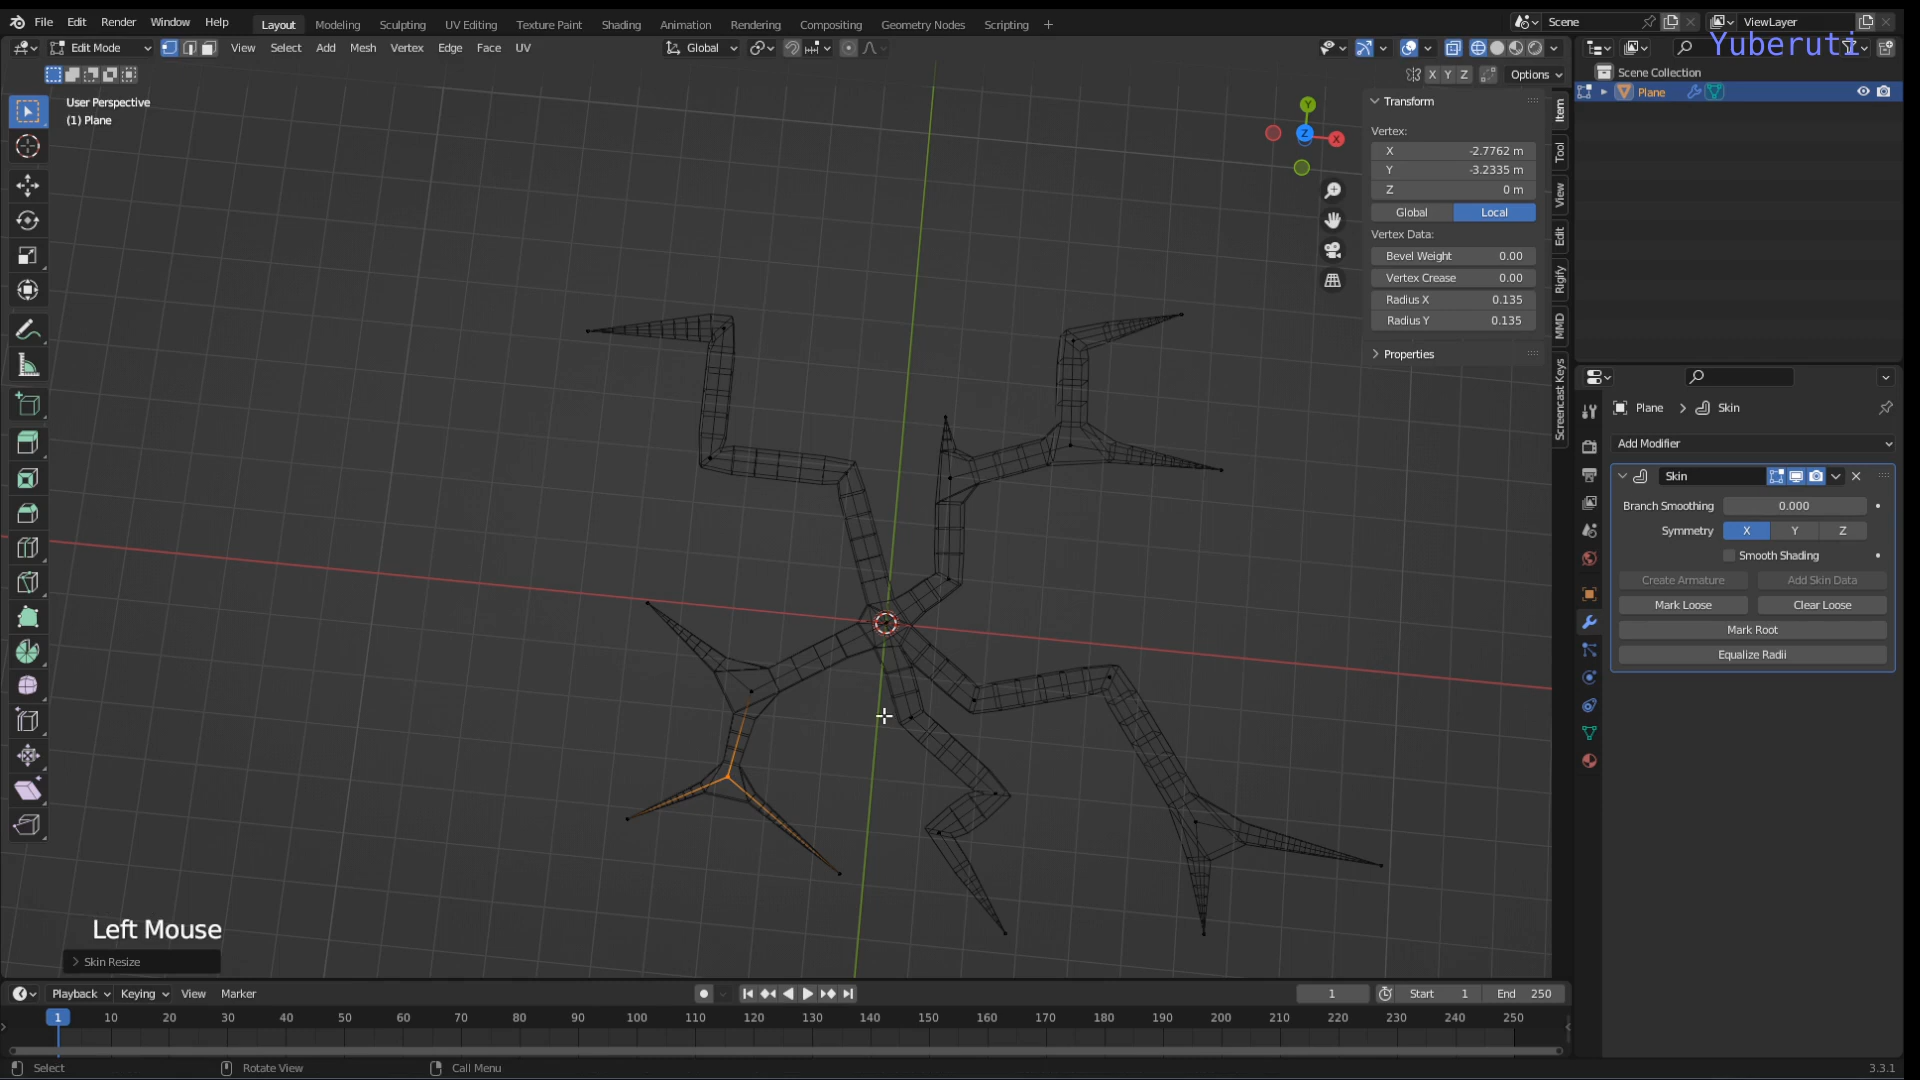 File Edit Render Window Help Layout Modeling Sculpting UV Editing Texture Paint Shading Animation Rendering Compositing Geometry Nodes Scripting + Scene ViewLayer
Edit Mode View Select Add Mesh Vertex Edge Face UV Global
Yuberuti
X Y Z Options
Scene Collection
Plane
User Perspective
(1) Plane
Y
Z
X
Transform
Vertex:
X -2.7762 m
Y -3.2335 m
Z 0 m
Global Local
Vertex Data:
Bevel Weight 0.00
Vertex Crease 0.00
Radius X 0.135
Radius Y 0.135
Properties
Item
Tool
View
Edit
Rigify
MMD
Screencast Keys
Plane > Skin
Add Modifier
Skin
Branch Smoothing 0.000
Symmetry X Y Z
Smooth Shading
Create Armature Add Skin Data
Mark Loose Clear Loose
Mark Root
Equalize Radii
Left Mouse
> Skin Resize
Playback Keying View Marker 1 Start 1 End 250
1 10 20 30 40 50 60 70 80 90 100 110 120 130 140 150 160 170 180 190 200 210 220 230 240 250
Select Rotate View Call Menu 3.3.1